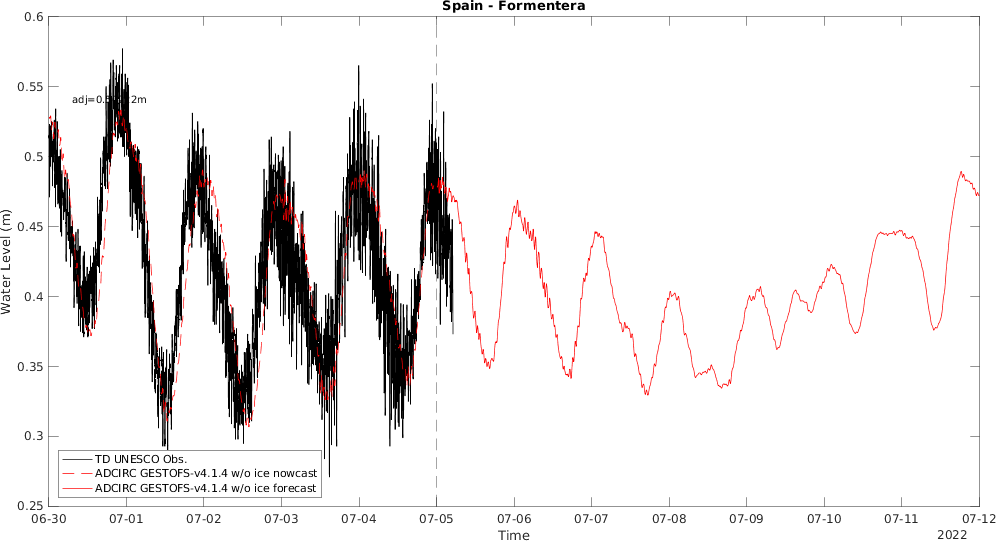 Spain - Formentera
Water Level (m)
0.6
0.55
0.5
0.45
0.4
0.35
0.3
0.25
TD UNESCO Obs.
ADCIRC GESTOFS-v4.1.4 w/o ice nowcast
ADCIRC GESTOFS-v4.1.4 w/o ice forecast
06-30 07-01 07-02 07-03 07-04 07-05 07-06 07-07 07-08 07-09 07-10 07-11 07-12
Time
2022